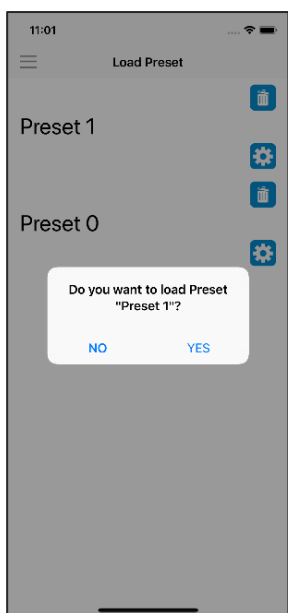 11:01
Load Preset
Preset 1
Preset 0
Do you want to load Preset
"Preset 1"?
NO YES